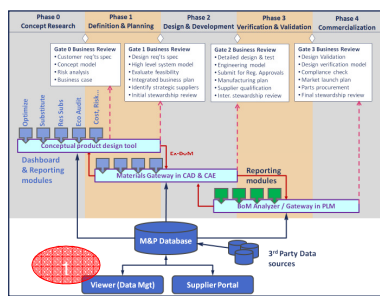 Phase 0
Concept Research
Phase 1
Definition & Planning
Phase 2
Design & Development
Phase 3
Verification & Validation
Phase 4
Commercialization
Gate 0 Business Review
• Customer req'ts spec
• Concept model
• Risk analysis
• Business case
Gate 1 Business Review
• Design req'ts spec
• High level system model
• Evaluate feasibility
• Integrated business plan
• Identify strategic suppliers
• Initial stewardship review
Gate 2 Business Review
• Detailed design & test
• Engineering model
• Submit for Reg. Approvals
• Manufacturing plan
• Supplier qualification
• Inter stewardship review
Gate 3 Business Review
• Design Validation
• Design verification model
• Compliance check
• Market launch plan
• Parts procurement
• Final stewardship review
Optimize
Substitute
Res Subs
Eco Audit
Cost, Risk...
Conceptual product design tool
Ex-BoM
Dashboard
& Reporting
modules
Materials Gateway in CAD & CAE
Reporting
modules
BoM Analyzer / Gateway in PLM
M&P Database
3rd Party Data
sources
t
Viewer (Data Mgt)
Supplier Portal